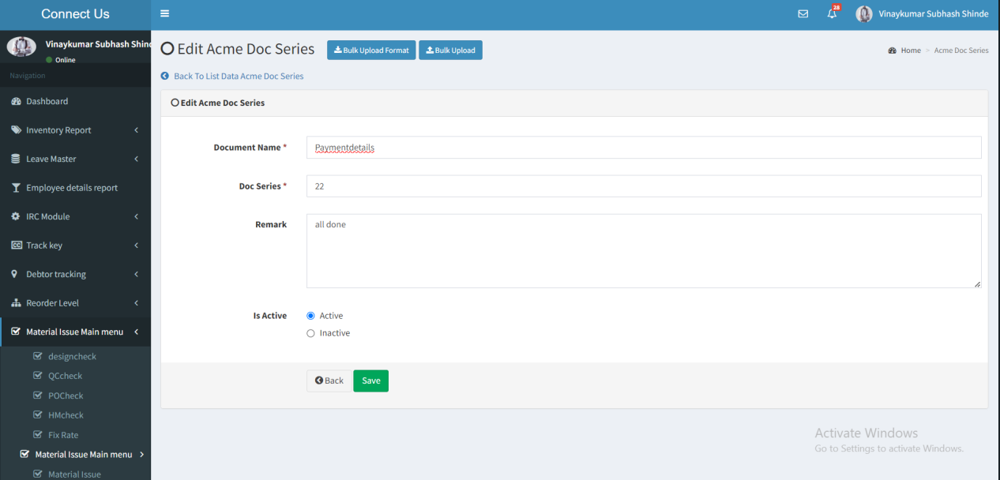 Connect Us
28
Vinaykumar Subhash Shinde
Vinaykumar Subhash Shind
Online
Navigation
Dashboard
Inventory Report
Leave Master
Employee details report
IRC Module
Track key
Debtor tracking
Reorder Level
Material Issue Main menu
designcheck
QCcheck
POCheck
HMcheck
Fix Rate
Material Issue Main menu
Material Issue
Edit Acme Doc Series
Bulk Upload Format
Bulk Upload
Home > Acme Doc Series
Back To List Data Acme Doc Series
Edit Acme Doc Series
Document Name * Paymentdetails
Doc Series * 22
Remark all done
Is Active Active
Inactive
Back Save
Activate Windows
Go to Settings to activate Windows.